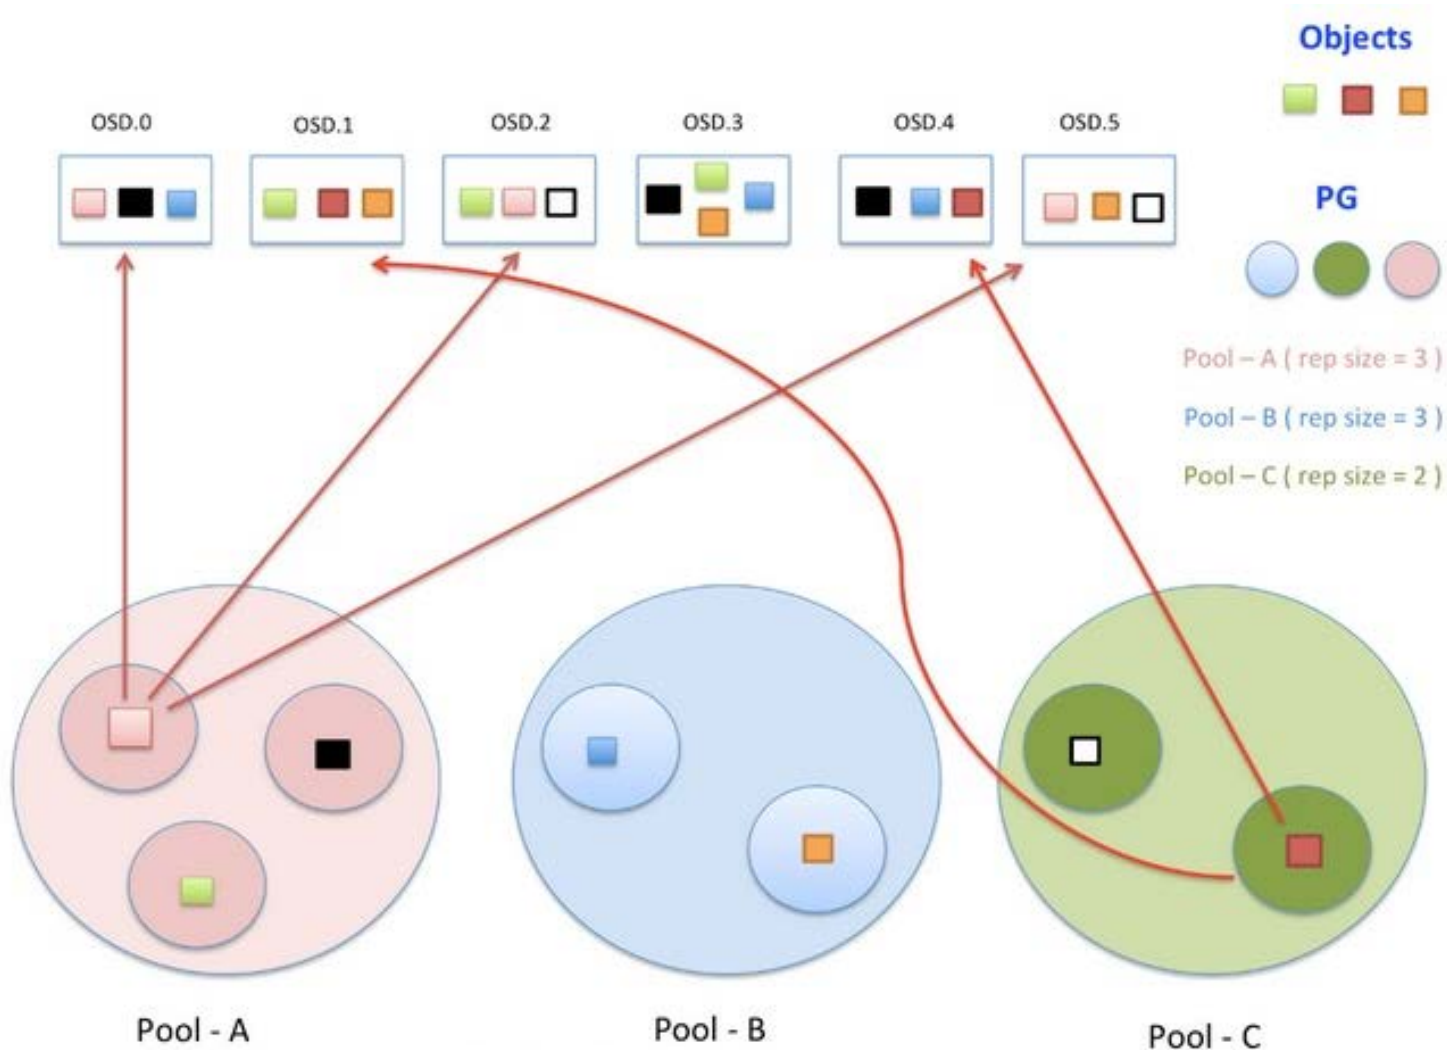 Objects
OSD.0
OSD.1
OSD.2
OSD.3
OSD.4
OSD.5
PG
Pool – A ( rep size = 3 )
Pool – B ( rep size = 3 )
Pool – C ( rep size = 2 )
Pool - A
Pool - B
Pool - C